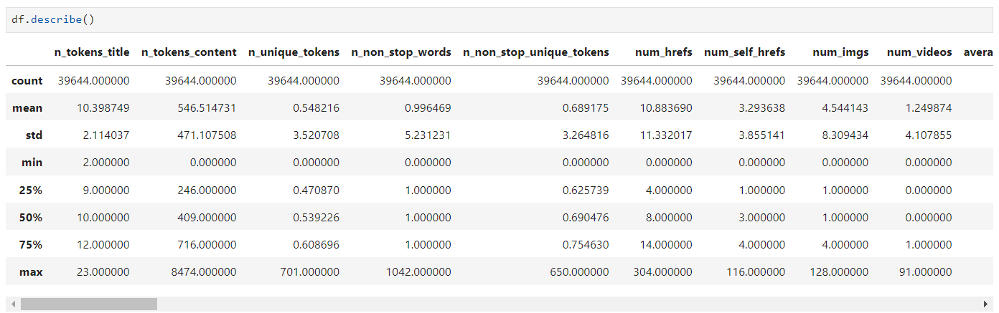 df.describe()
n_tokens_title n_tokens_content n_unique_tokens n_non_stop_words n_non_stop_unique_tokens num_hrefs num_self_hrefs num_imgs num_videos avera
count 39644.000000 39644.000000 39644.000000 39644.000000 39644.000000 39644.000000 39644.000000 39644.000000 39644.000000
mean 10.398749 546.514731 0.548216 0.996469 0.689175 10.883690 3.293638 4.544143 1.249874
std 2.114037 471.107508 3.520708 5.231231 3.264816 11.332017 3.855141 8.309434 4.107855
min 2.000000 0.000000 0.000000 0.000000 0.000000 0.000000 0.000000 0.000000 0.000000
25% 9.000000 246.000000 0.470870 1.000000 0.625739 4.000000 1.000000 1.000000 0.000000
50% 10.000000 409.000000 0.539226 1.000000 0.690476 8.000000 3.000000 1.000000 0.000000
75% 12.000000 716.000000 0.608696 1.000000 0.754630 14.000000 4.000000 4.000000 1.000000
max 23.000000 8474.000000 701.000000 1042.000000 650.000000 304.000000 116.000000 128.000000 91.000000